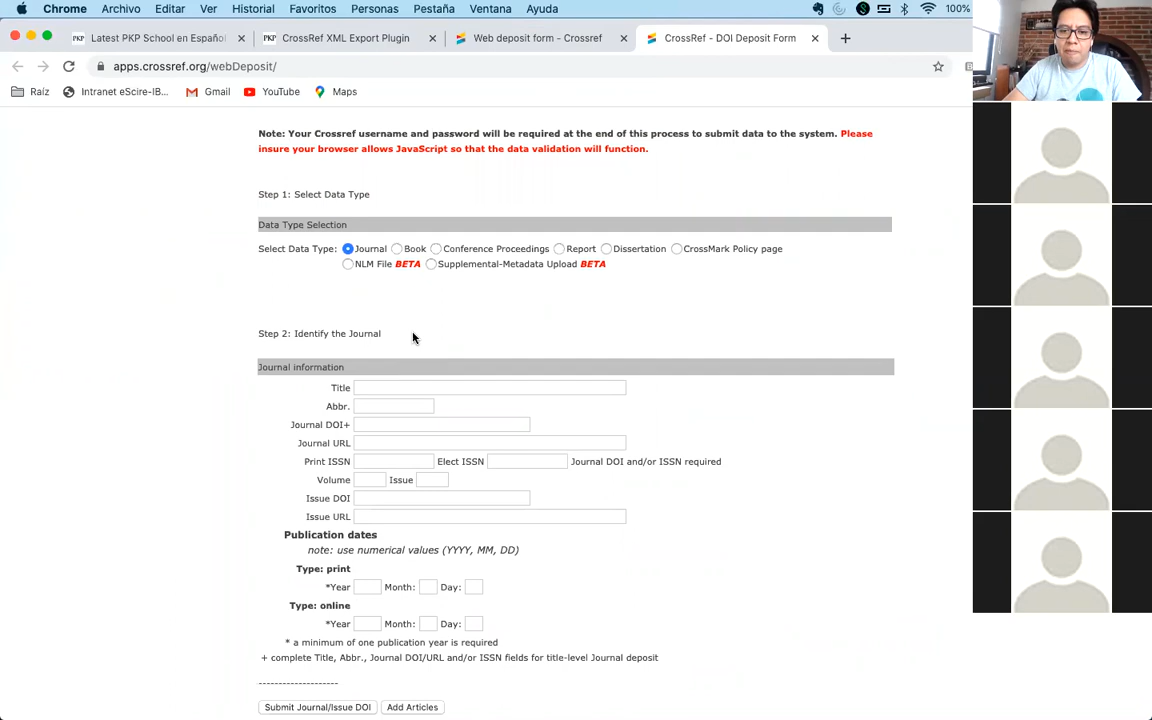 Chrome Archivo Editar Ver Historial Favoritos Personas Pestaña Ventana Ayuda 100%
PKP Latest PKP School en Español PKP CrossRef XML Export Plugin Web deposit form - Crossref CrossRef - DOI Deposit Form
apps.crossref.org/webDeposit/
Raíz Intranet eScire-IB... Gmail YouTube Maps
Note: Your Crossref username and password will be required at the end of this process to submit data to the system. Please
insure your browser allows JavaScript so that the data validation will function.
Step 1: Select Data Type
Data Type Selection
Select Data Type: Journal Book Conference Proceedings Report Dissertation CrossMark Policy page
NLM File BETA Supplemental-Metadata Upload BETA
Step 2: Identify the Journal
Journal information
Title
Abbr.
Journal DOI+
Journal URL
Print ISSN Elect ISSN Journal DOI and/or ISSN required
Volume Issue
Issue DOI
Issue URL
Publication dates
note: use numerical values (YYYY, MM, DD)
Type: print
*Year Month: Day:
Type: online
*Year Month: Day:
* a minimum of one publication year is required
+ complete Title, Abbr., Journal DOI/URL and/or ISSN fields for title-level Journal deposit
--------------------
Submit Journal/Issue DOI Add Articles